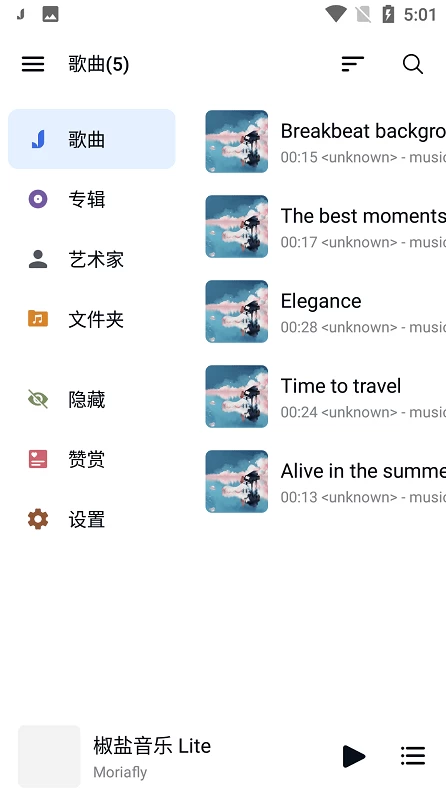 5:01
歌曲(5)
歌曲
专辑
艺术家
文件夹
隐藏
赞赏
设置
Breakbeat backgro
00:15 <unknown> - music
The best moments
00:17 <unknown> - music
Elegance
00:28 <unknown> - music
Time to travel
00:24 <unknown> - music
Alive in the summe
00:13 <unknown> - music
椒盐音乐 Lite
Moriafly